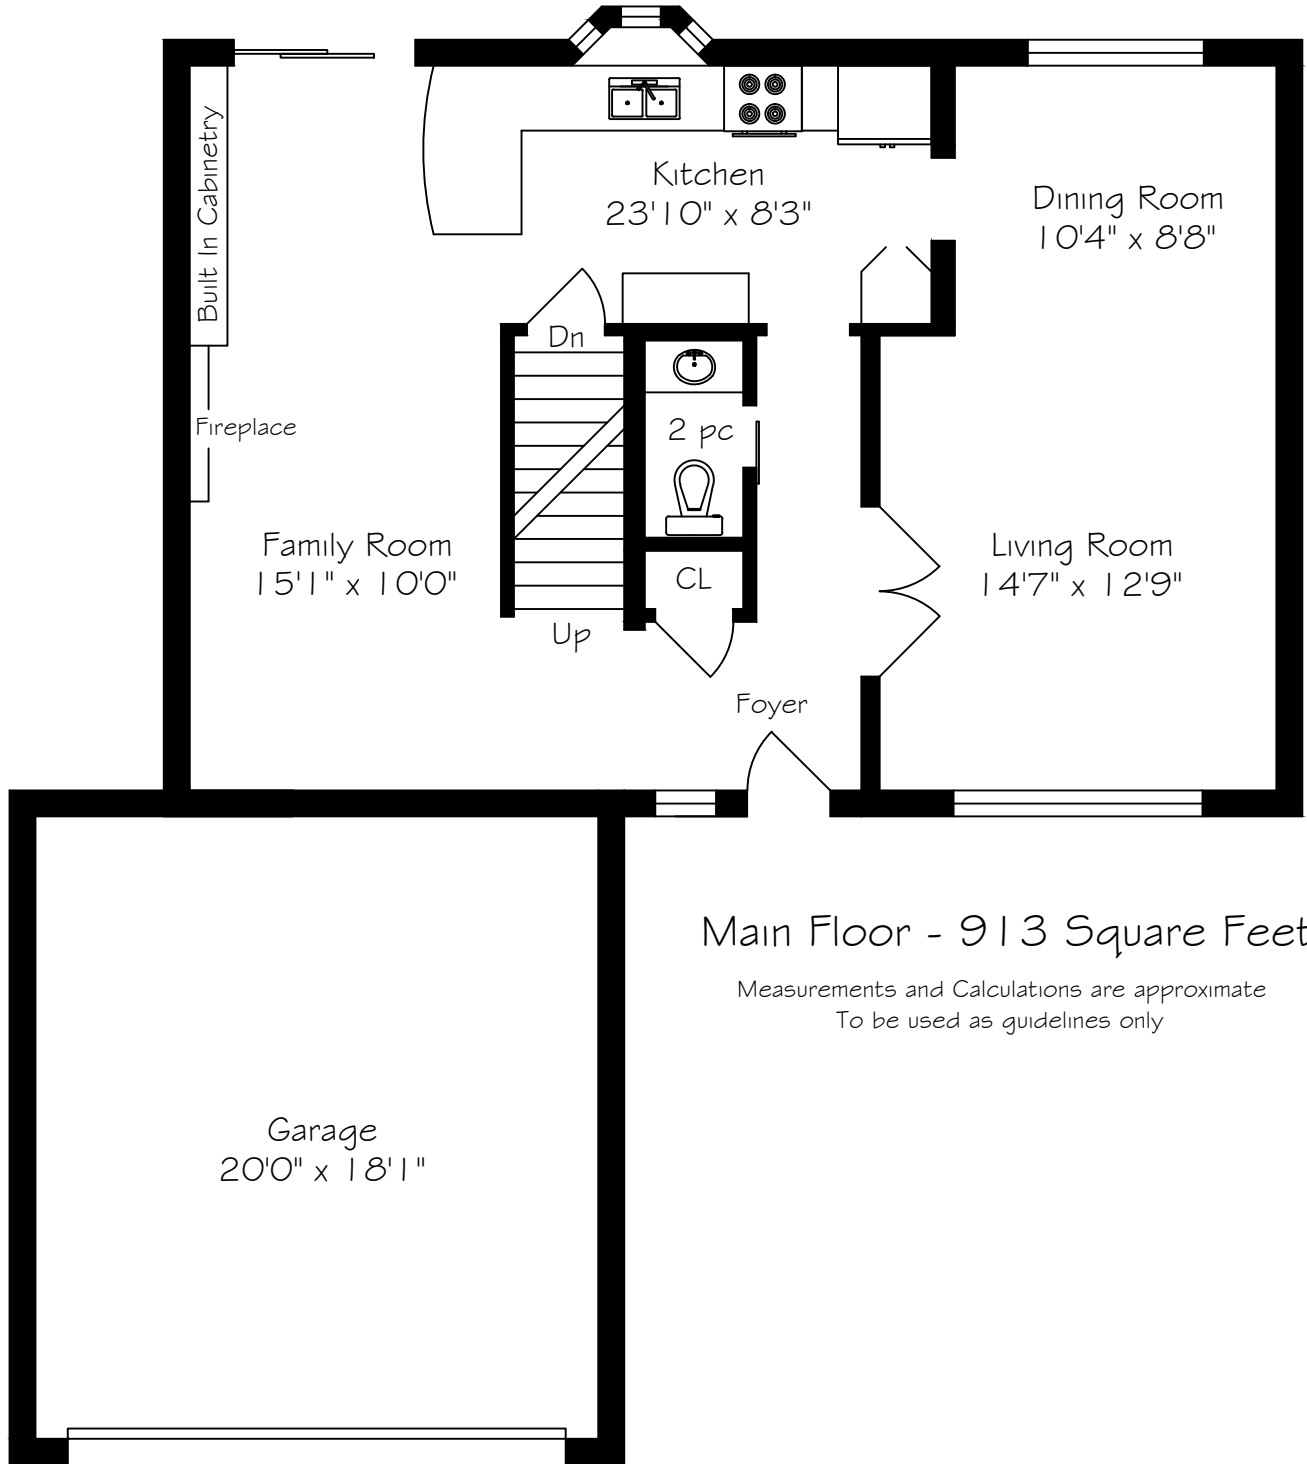 Built In Cabinetry
Kitchen
23'10" x 8'3"
Dining Room
10'4" x 8'8"
Dn
Fireplace
2 pc
Family Room
15'1" x 10'0"
Living Room
14'7" x 12'9"
CL
Up
Foyer
Main Floor - 913 Square Feet
Measurements and Calculations are approximate
To be used as guidelines only
Garage
20'0" x 18'1"